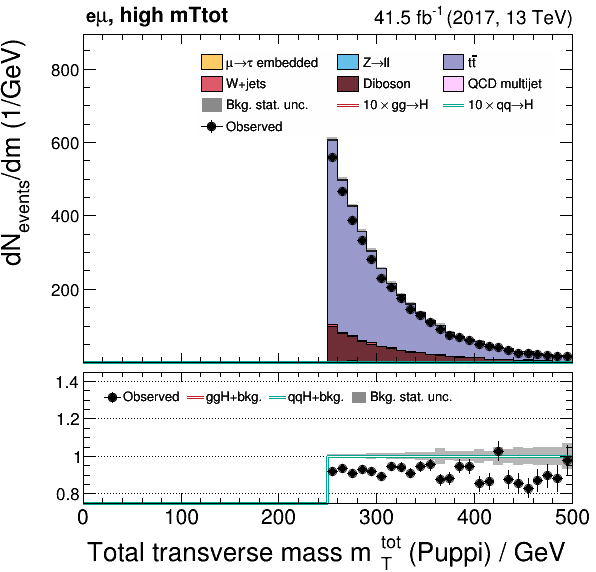 eμ, high mTtot 41.5 fb⁻¹ (2017, 13 TeV)
dN_events/dm (1/GeV)
800
600
400
200
μ→τ embedded Z→ll tt̄
W+jets Diboson QCD multijet
Bkg. stat. unc. 10 × gg→H 10 × qq→H
Observed
1.4
1.2
1
0.8
Observed ggH+bkg. qqH+bkg. Bkg. stat. unc.
0 100 200 300 400 500
Total transverse mass m_T^tot (Puppi) / GeV